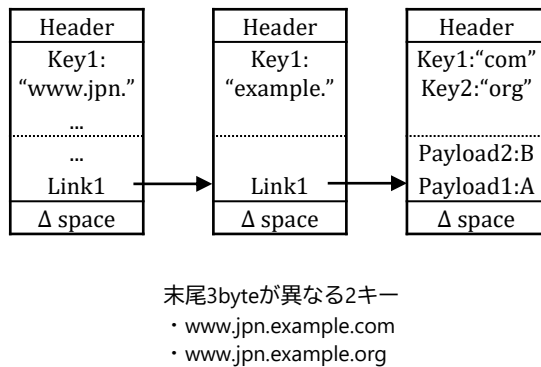 Header
Key1:
“www.jpn.”
...
...
Link1
Δ space
Header
Key1:
“example.”
Link1
Δ space
Header
Key1:“com”
Key2:“org”
Payload2:B
Payload1:A
Δ space
末尾3byteが異なる2キー
・www.jpn.example.com
・www.jpn.example.org